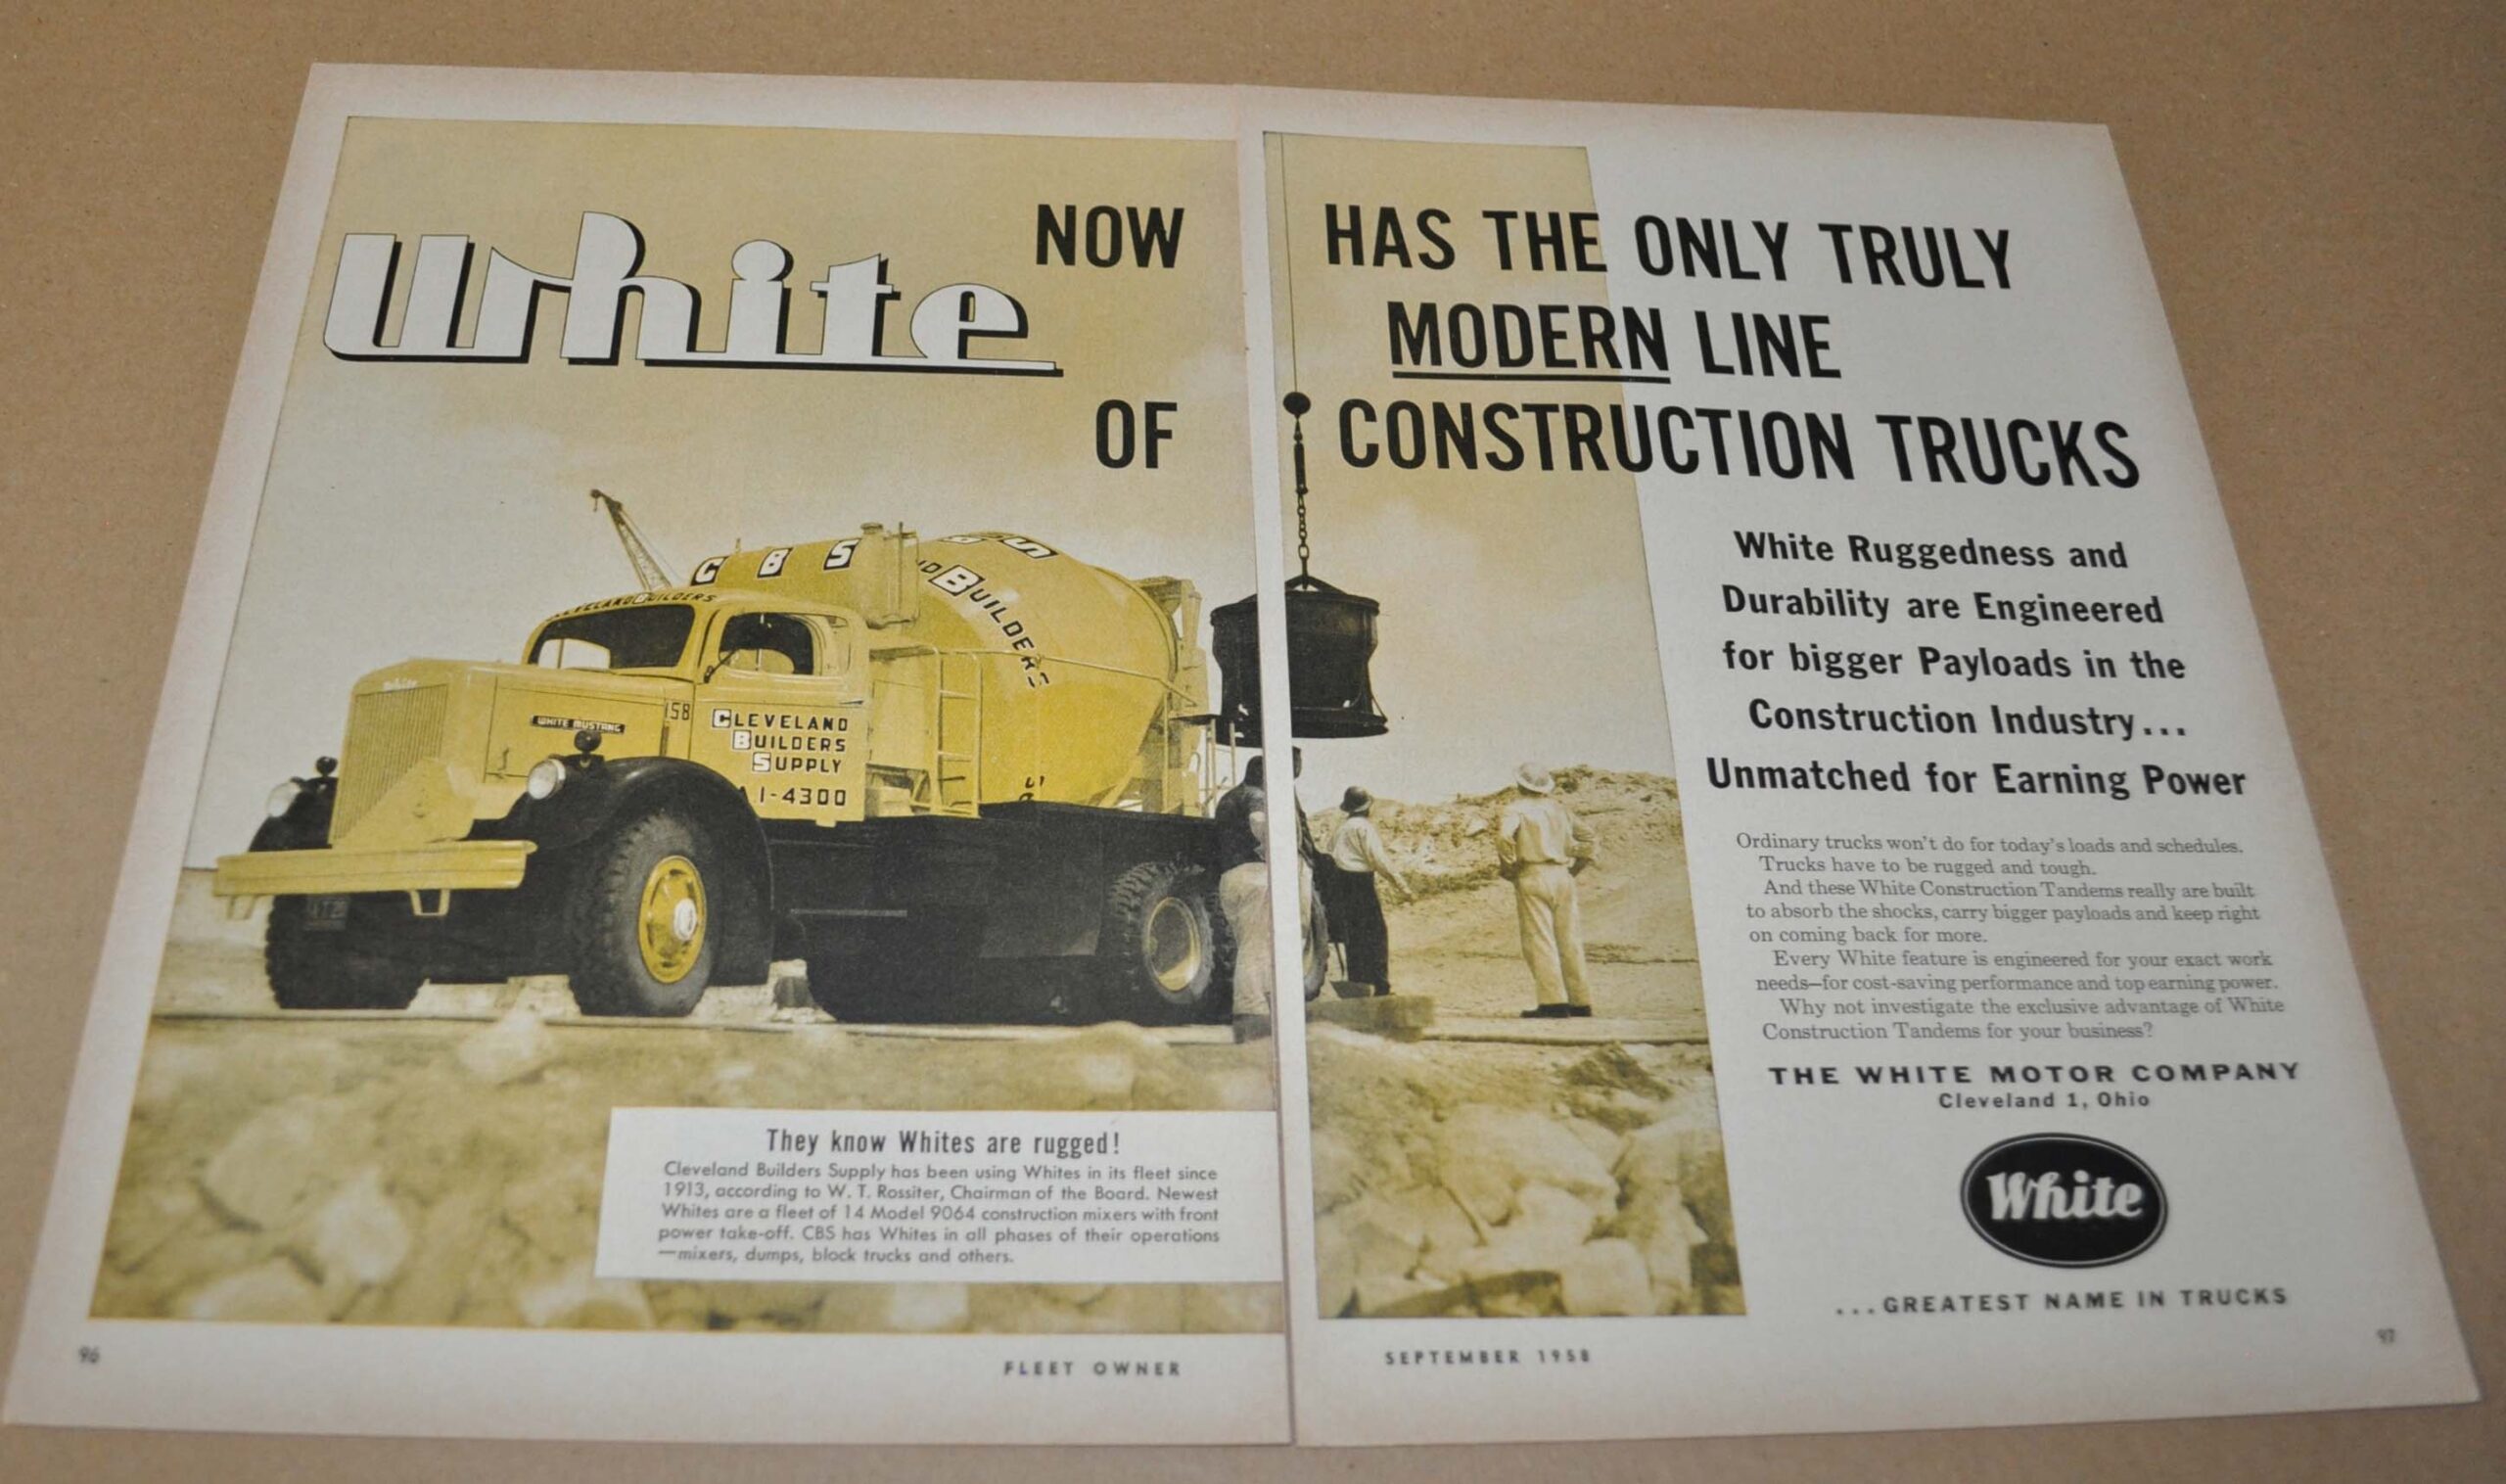 White NOW HAS THE ONLY TRULY
MODERN LINE
OF CONSTRUCTION TRUCKS
C B S
BUILDERS
CLEVELAND BUILDERS
White
WHITE MUSTANG
158
CLEVELAND
BUILDERS
SUPPLY
1-4300
They know Whites are rugged!
Cleveland Builders Supply has been using Whites in its fleet since
1913, according to W. T. Rossiter, Chairman of the Board. Newest
Whites are a fleet of 14 Model 9064 construction mixers with front
power take-off. CBS has Whites in all phases of their operations
—mixers, dumps, block trucks and others.
96
FLEET OWNER
White Ruggedness and
Durability are Engineered
for bigger Payloads in the
Construction Industry...
Unmatched for Earning Power
Ordinary trucks won't do for today's loads and schedules.
Trucks have to be rugged and tough.
And these White Construction Tandems really are built
to absorb the shocks, carry bigger payloads and keep right
on coming back for more.
Every White feature is engineered for your exact work
needs—for cost-saving performance and top earning power.
Why not investigate the exclusive advantage of White
Construction Tandems for your business?
THE WHITE MOTOR COMPANY
Cleveland 1, Ohio
White
...GREATEST NAME IN TRUCKS
SEPTEMBER 1958
97